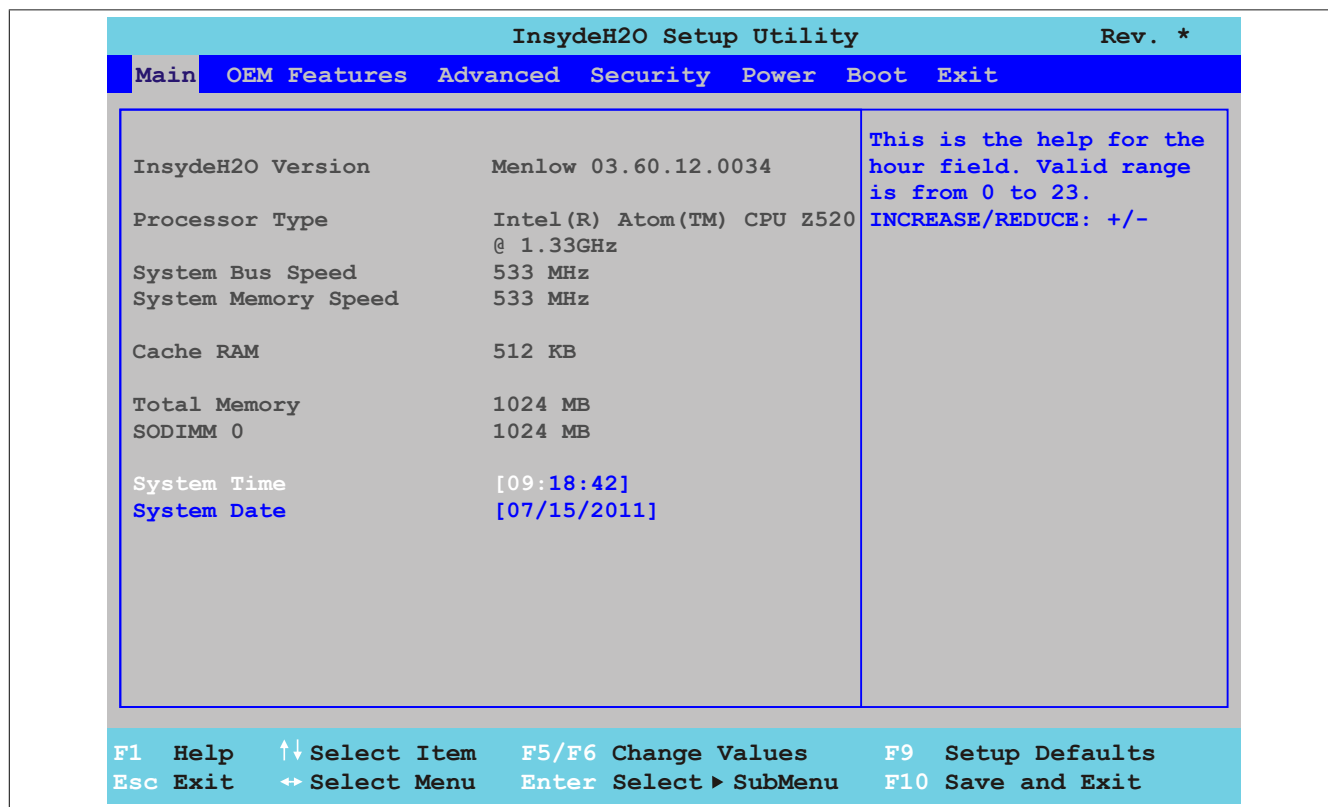 InsydeH2O Setup Utility Rev. *
Main OEM Features Advanced Security Power Boot Exit
InsydeH2O Version Menlow 03.60.12.0034
Processor Type Intel(R) Atom(TM) CPU Z520
@ 1.33GHz
System Bus Speed 533 MHz
System Memory Speed 533 MHz
Cache RAM 512 KB
Total Memory 1024 MB
SODIMM 0 1024 MB
System Time [09:18:42]
System Date [07/15/2011]
This is the help for the
hour field. Valid range
is from 0 to 23.
INCREASE/REDUCE: +/-
F1 Help ↑↓ Select Item F5/F6 Change Values F9 Setup Defaults
Esc Exit ↔ Select Menu Enter Select ▶ SubMenu F10 Save and Exit